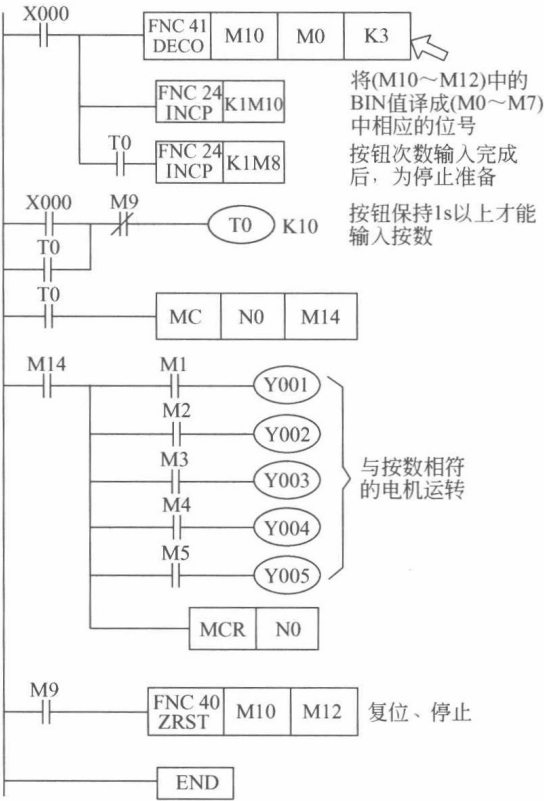 X000
FNC 41
DECO M10 M0 K3
将(M10～M12)中的
BIN值译成(M0～M7)
中相应的位号
FNC 24
INCP K1M10
T0
FNC 24
INCP K1M8
按钮次数输入完成
后，为停止准备
X000 M9
T0 K10
按钮保持1s以上才能
输入按数
T0
T0
MC N0 M14
M14 M1
Y001
M2
Y002
M3
Y003
M4
Y004
M5
Y005
与按数相符
的电机运转
MCR N0
M9
FNC 40
ZRST M10 M12 复位、停止
END